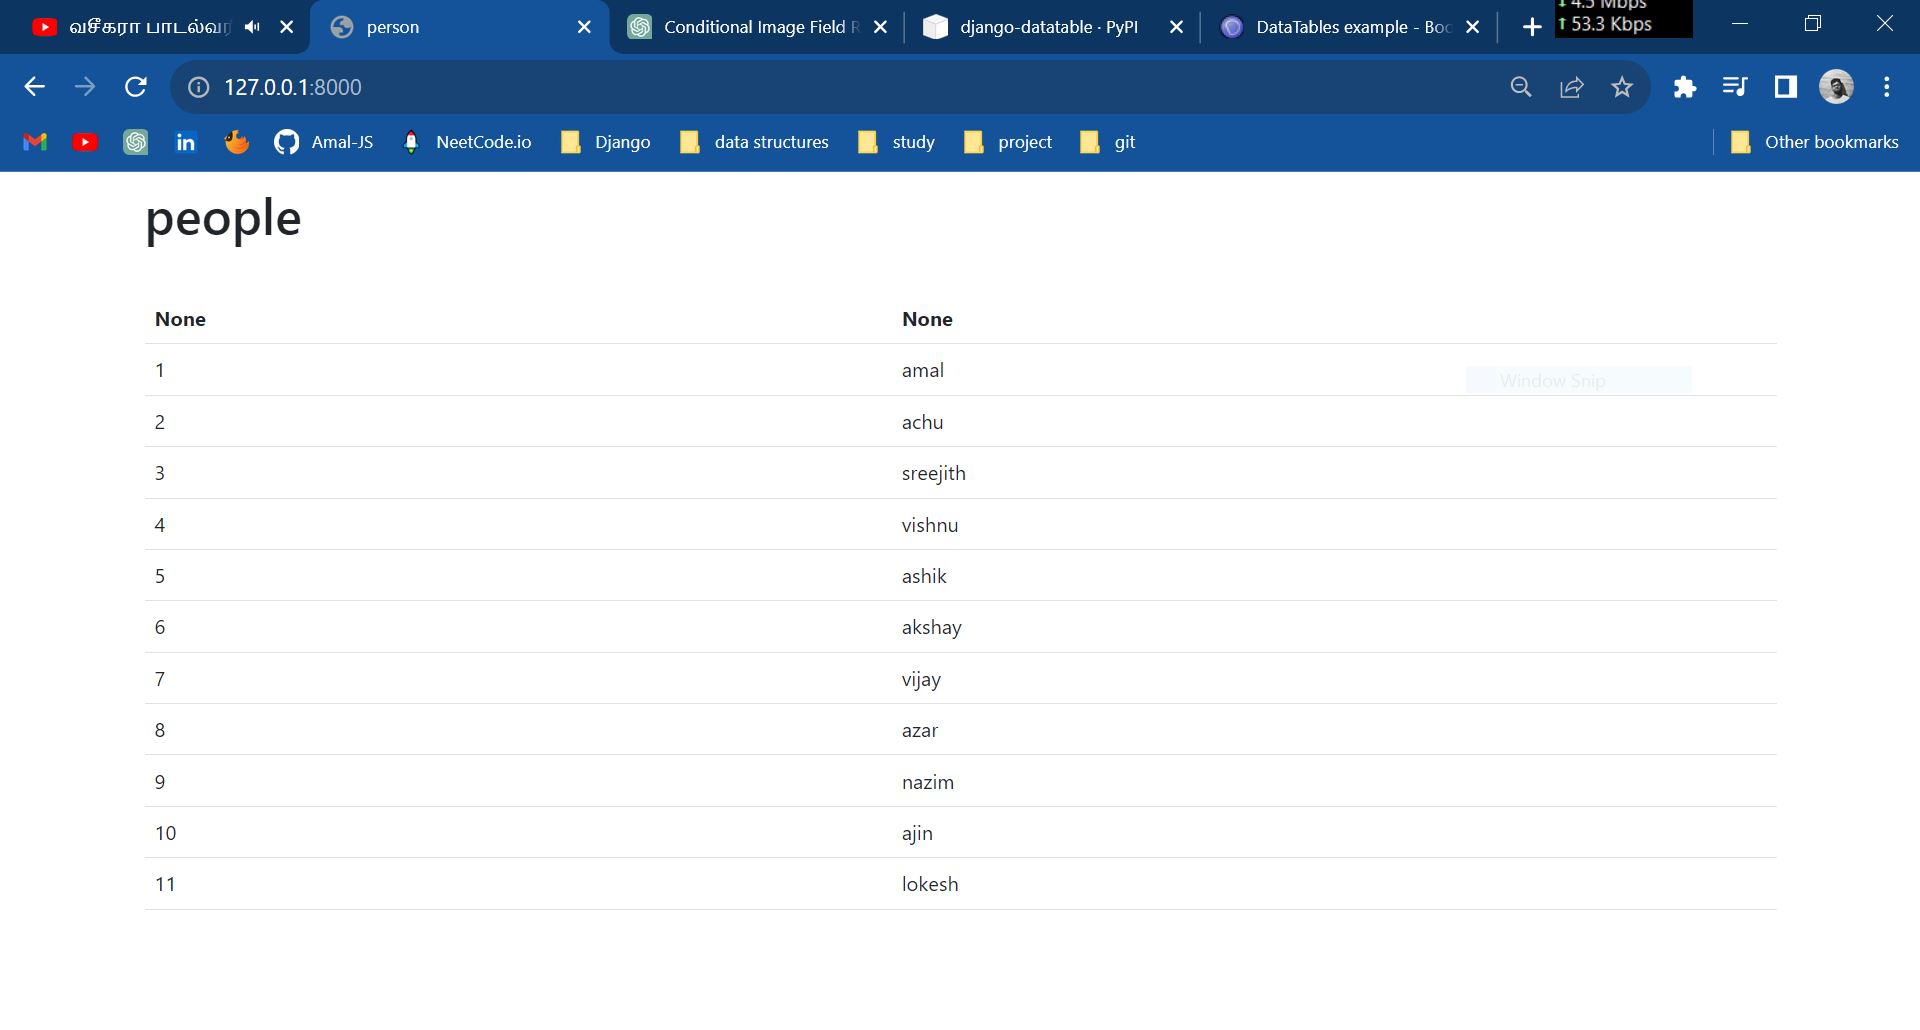 வசீகரா பாடல்வர
person
Conditional Image Field R
django-datatable · PyPI
DataTables example - Boo
4.5 Mbps
53.3 Kbps
127.0.0.1:8000
Amal-JS
NeetCode.io
Django
data structures
study
project
git
Other bookmarks
people
None None
1 amal
Window Snip
2 achu
3 sreejith
4 vishnu
5 ashik
6 akshay
7 vijay
8 azar
9 nazim
10 ajin
11 lokesh